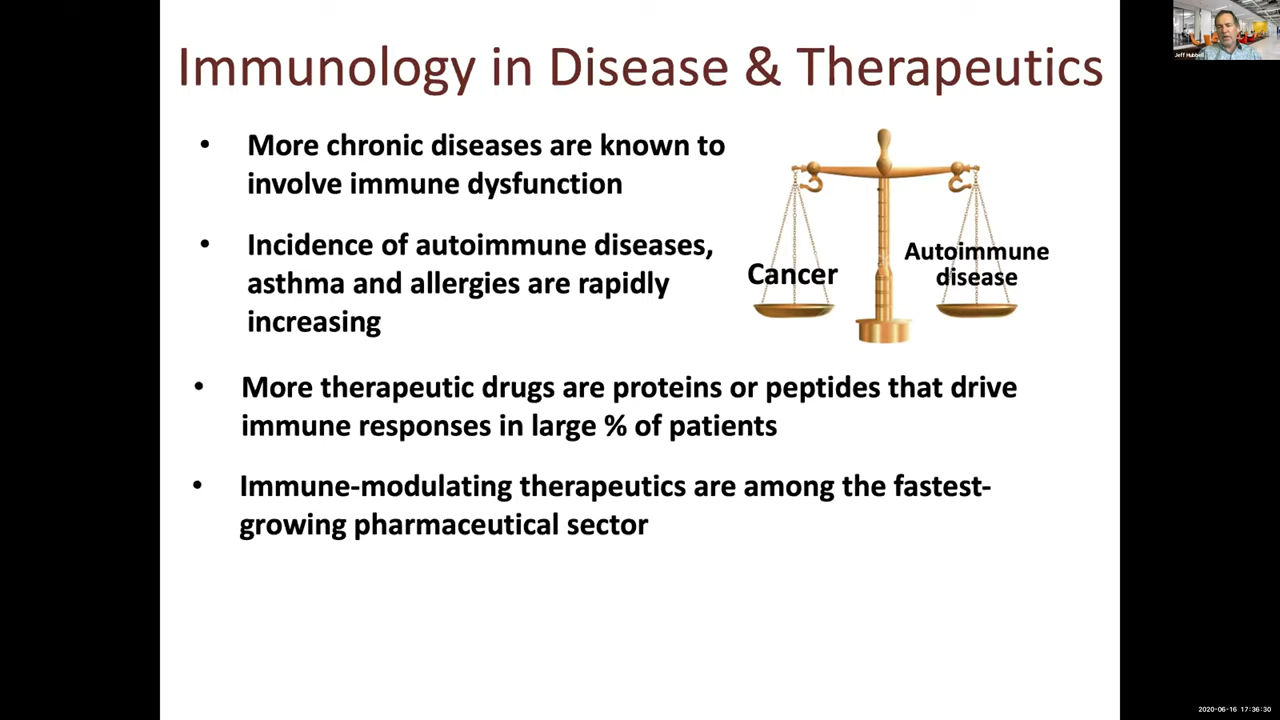 Immunology in Disease & Therapeutics
• More chronic diseases are known to
involve immune dysfunction
• Incidence of autoimmune diseases,
asthma and allergies are rapidly
increasing
Cancer
Autoimmune
disease
• More therapeutic drugs are proteins or peptides that drive
immune responses in large % of patients
• Immune-modulating therapeutics are among the fastest-
growing pharmaceutical sector
Jeff Hubbell
2020-06-16 17:36:30